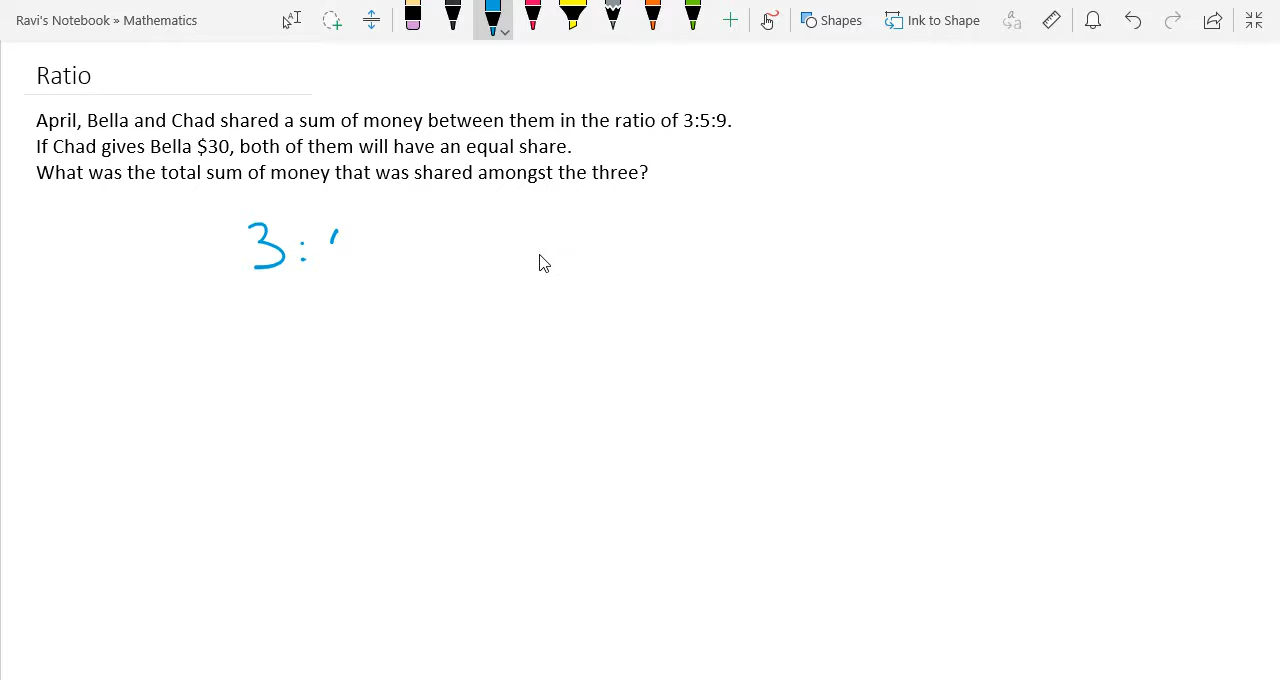 Ravi's Notebook » Mathematics
Shapes
Ink to Shape
Ratio
April, Bella and Chad shared a sum of money between them in the ratio of 3:5:9.
If Chad gives Bella $30, both of them will have an equal share.
What was the total sum of money that was shared amongst the three?
3 :